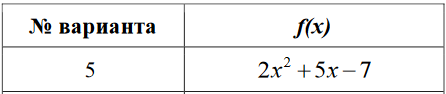 № варианта f(x)
5 2x² + 5x − 7